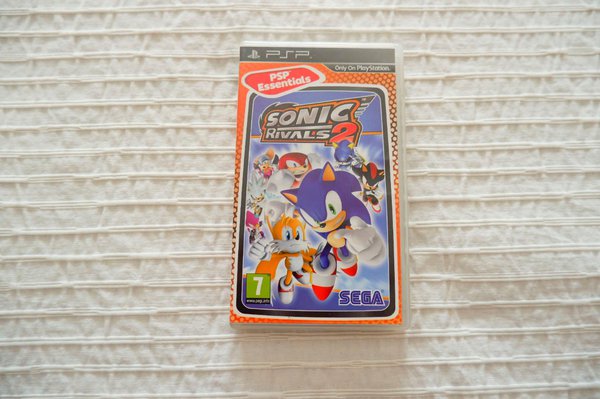 PSP
Only On PlayStation
PSP
Essentials
SONIC
RIVALS 2
7
www.pegi.info
SEGA